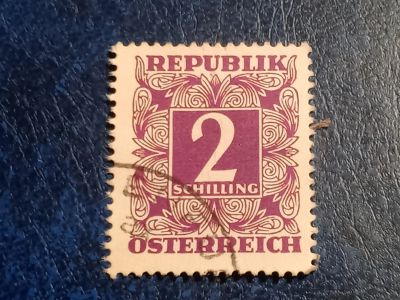 REPUBLIK
2
SCHILLING
ÖSTERREICH